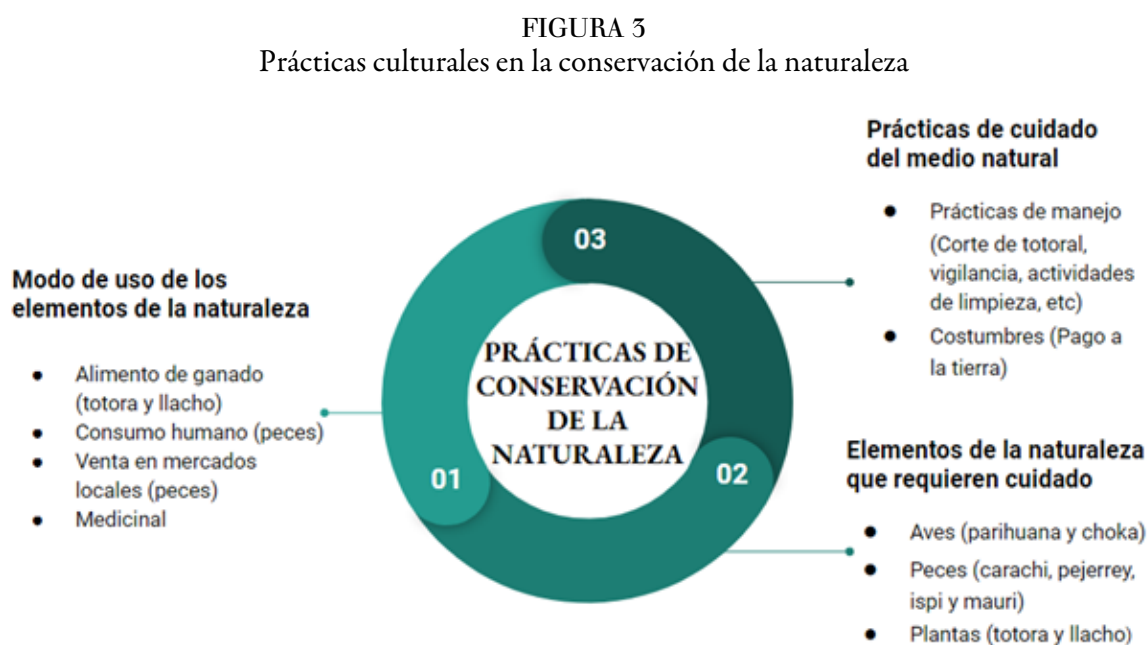 FIGURA 3
Prácticas culturales en la conservación de la naturaleza
Modo de uso de los
elementos de la naturaleza
● Alimento de ganado
(totora y llacho)
● Consumo humano (peces)
● Venta en mercados
locales (peces)
● Medicinal
01
PRÁCTICAS DE
CONSERVACIÓN
DE LA
NATURALEZA
03
02
Prácticas de cuidado
del medio natural
● Prácticas de manejo
(Corte de totoral,
vigilancia, actividades
de limpieza, etc)
● Costumbres (Pago a
la tierra)
Elementos de la naturaleza
que requieren cuidado
● Aves (parihuana y choka)
● Peces (carachi, pejerrey,
ispi y mauri)
● Plantas (totora y llacho)